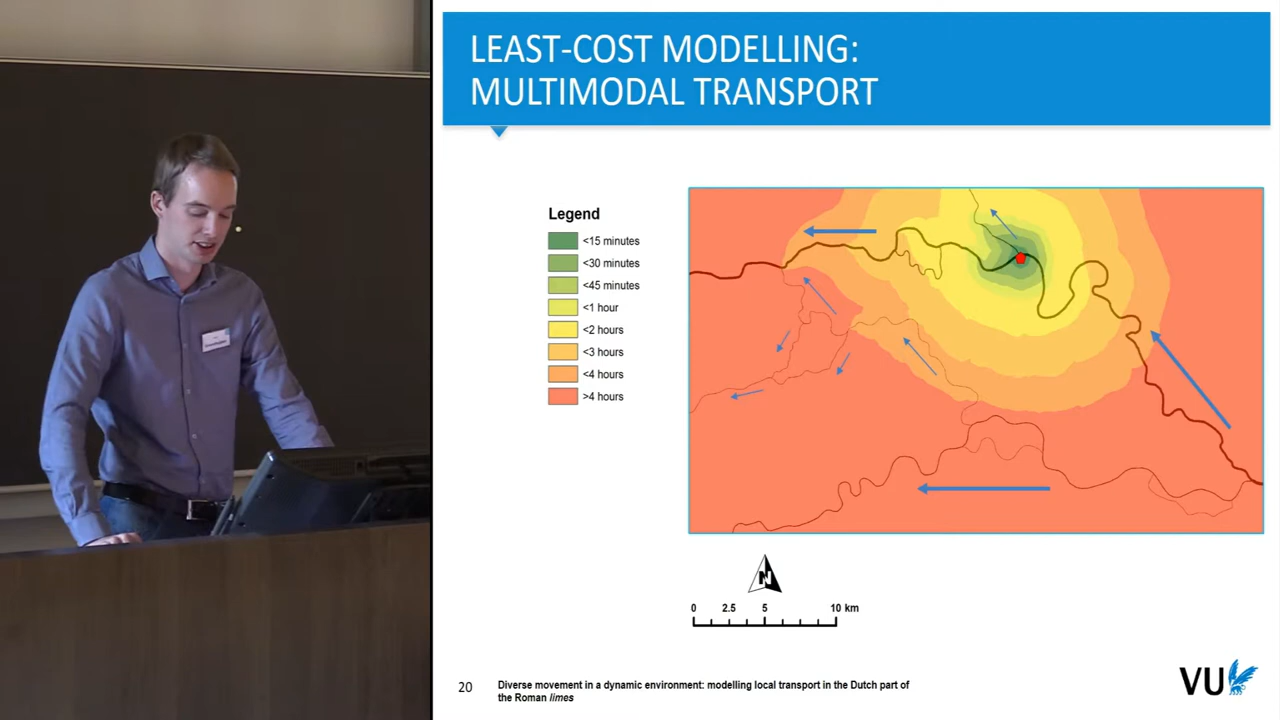 LEAST-COST MODELLING:
MULTIMODAL TRANSPORT
Legend
<15 minutes
<30 minutes
<45 minutes
<1 hour
<2 hours
<3 hours
<4 hours
>4 hours
N
0 2.5 5 10 km
20 Diverse movement in a dynamic environment: modelling local transport in the Dutch part of
the Roman limes
VU